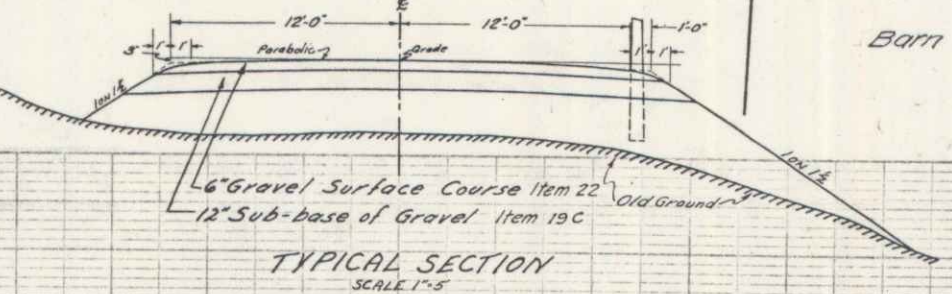 ℄
12'-0" 12'-0"
1'-0"
3" 1' 1' Parabolic Grade 1' 1'
Barn
1 ON 1½
1 ON 1½
6" Gravel Surface Course Item 22
Old Ground
12" Sub-base of Gravel Item 19C
TYPICAL SECTION
SCALE 1"=5'